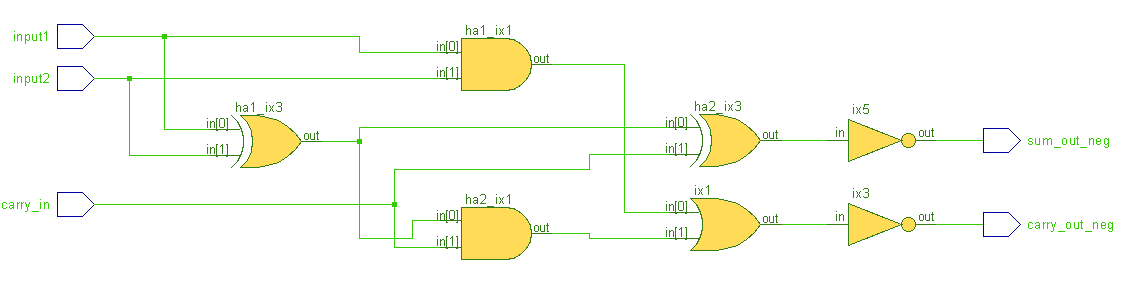 input1
input2
carry_in
ha1_ix1
in[0]
in[1]
out
ha1_ix3
in[0]
in[1]
out
ha2_ix1
in[0]
in[1]
out
ha2_ix3
in[0]
in[1]
out
ix1
in[0]
in[1]
out
ix5
in
out
sum_out_neg
ix3
in
out
carry_out_neg